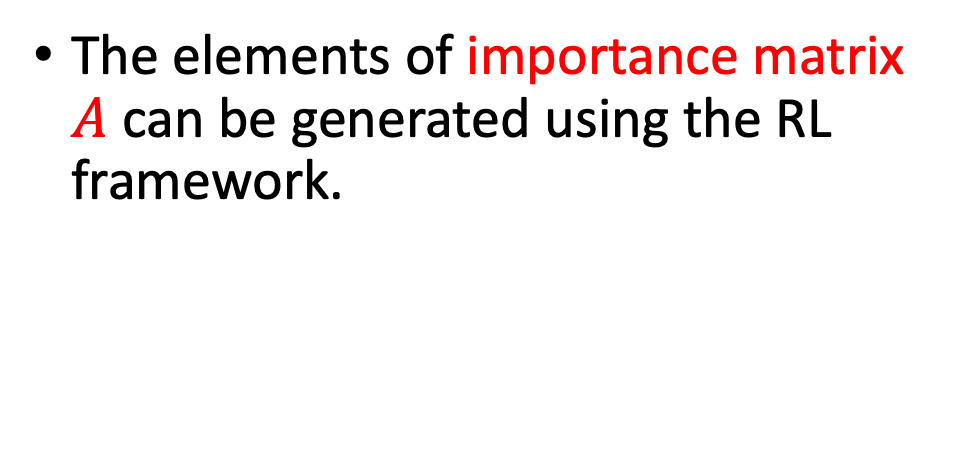 • The elements of importance matrix
A can be generated using the RL
framework.